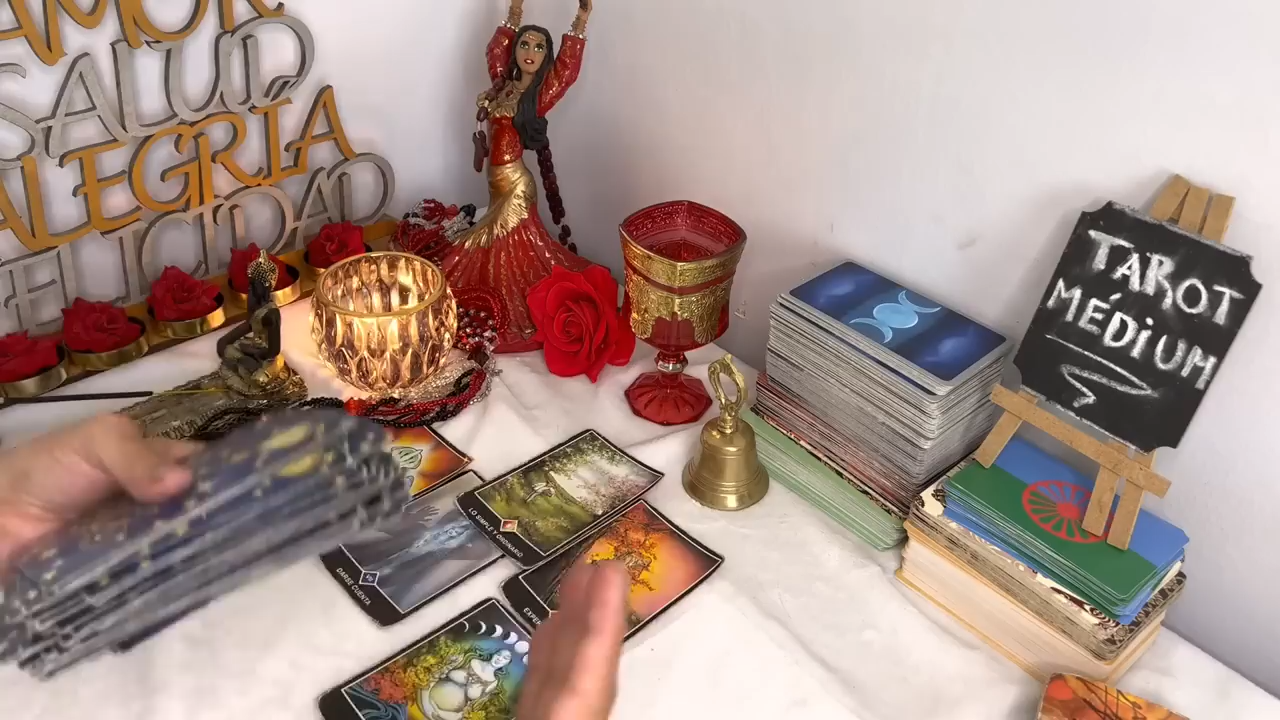 AMOR
SALUD
ALEGRÍA
FELICIDAD
TAROT
MÉDIUM
LO SIMPLE Y ORDINARIO
DARSE CUENTA